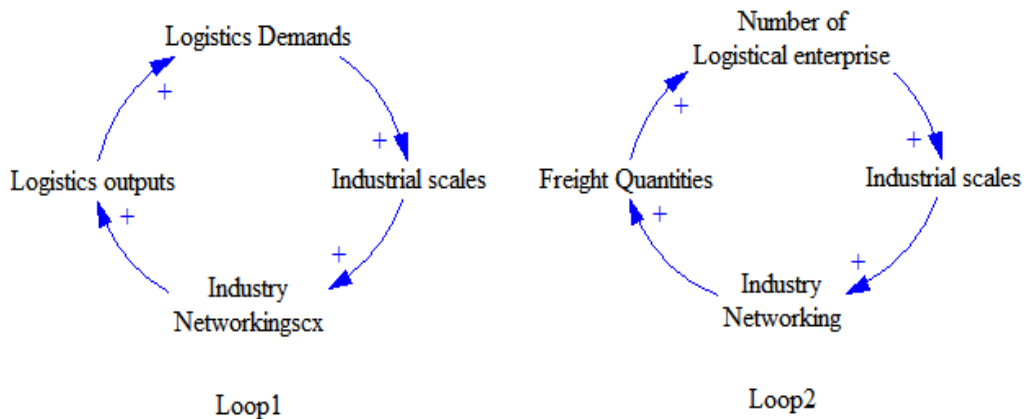 Logistics Demands
+
+
Logistics outputs
Industrial scales
+
+
Industry
Networkingscx
Loop1
Number of
Logistical enterprise
+
+
Freight Quantities
Industrial scales
+
+
Industry
Networking
Loop2